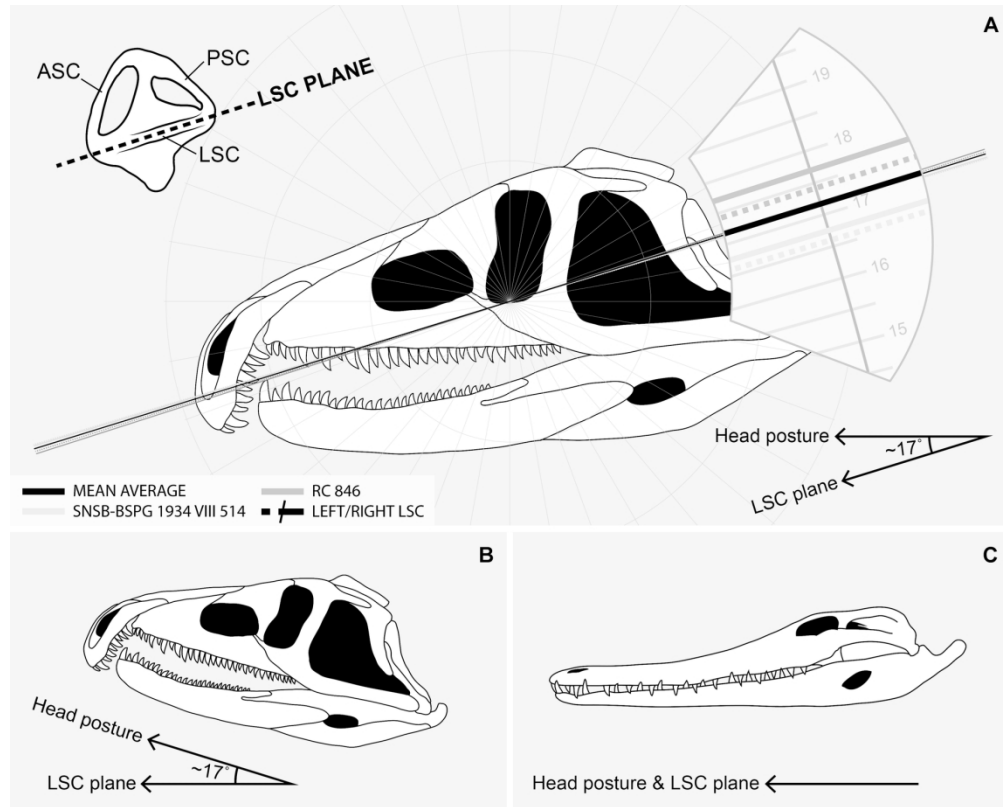 A
ASC
PSC
LSC PLANE
LSC
19
18
17
16
15
Head posture
~17°
LSC plane
MEAN AVERAGE
RC 846
SNSB-BSPG 1934 VIII 514
LEFT/RIGHT LSC
B
Head posture
~17°
LSC plane
C
Head posture & LSC plane